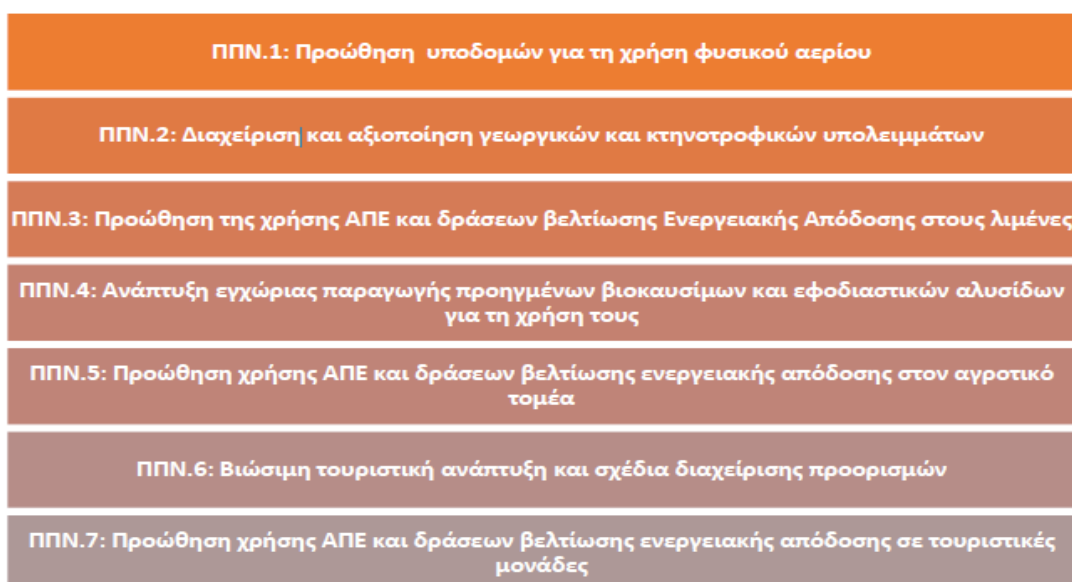 ΠΠΝ.1: Προώθηση υποδομών για τη χρήση φυσικού αερίου
ΠΠΝ.2: Διαχείριση και αξιοποίηση γεωργικών και κτηνοτροφικών υπολειμμάτων
ΠΠΝ.3: Προώθηση της χρήσης ΑΠΕ και δράσεων βελτίωσης Ενεργειακής Απόδοσης στους λιμένες
ΠΠΝ.4: Ανάπτυξη εγχώριας παραγωγής προηγμένων βιοκαυσίμων και εφοδιαστικών αλυσίδων
για τη χρήση τους
ΠΠΝ.5: Προώθηση χρήσης ΑΠΕ και δράσεων βελτίωσης ενεργειακής απόδοσης στον αγροτικό
τομέα
ΠΠΝ.6: Βιώσιμη τουριστική ανάπτυξη και σχέδια διαχείρισης προορισμών
ΠΠΝ.7: Προώθηση χρήσης ΑΠΕ και δράσεων βελτίωσης ενεργειακής απόδοσης σε τουριστικές
μονάδες